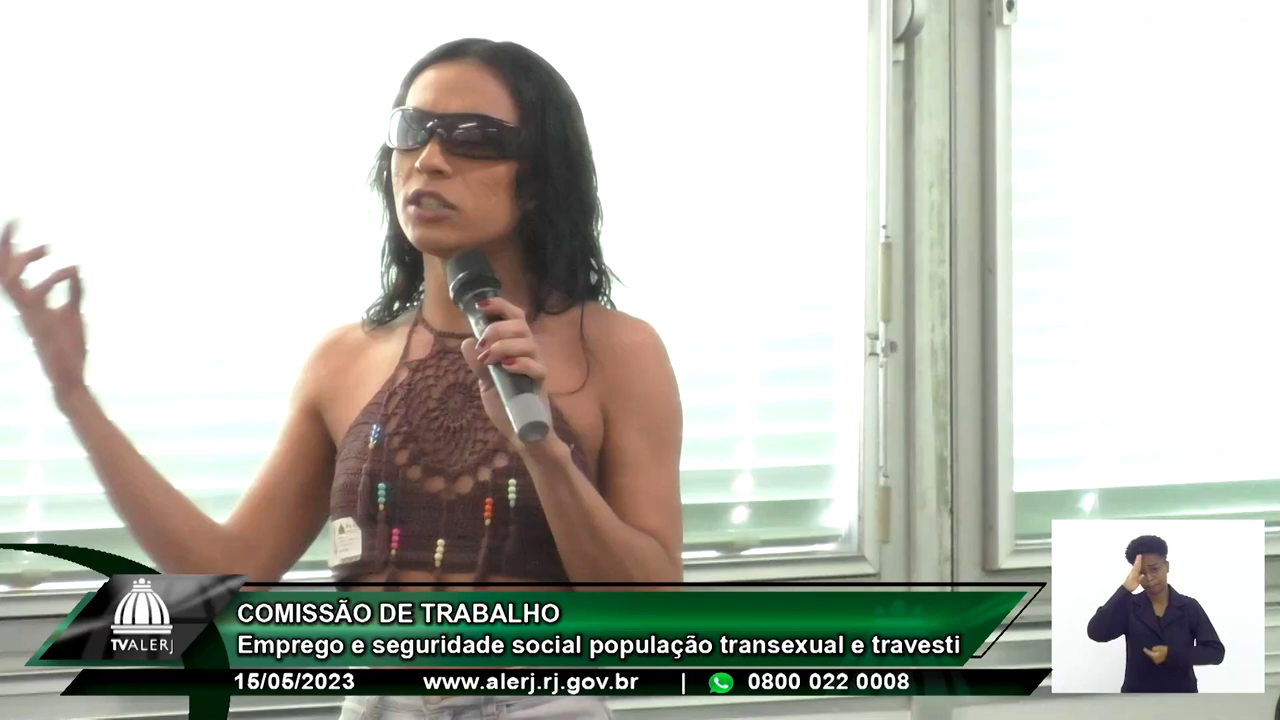 COMISSÃO DE TRABALHO
Emprego e seguridade social população transexual e travesti
TVALERJ
15/05/2023 www.alerj.rj.gov.br | 0800 022 0008